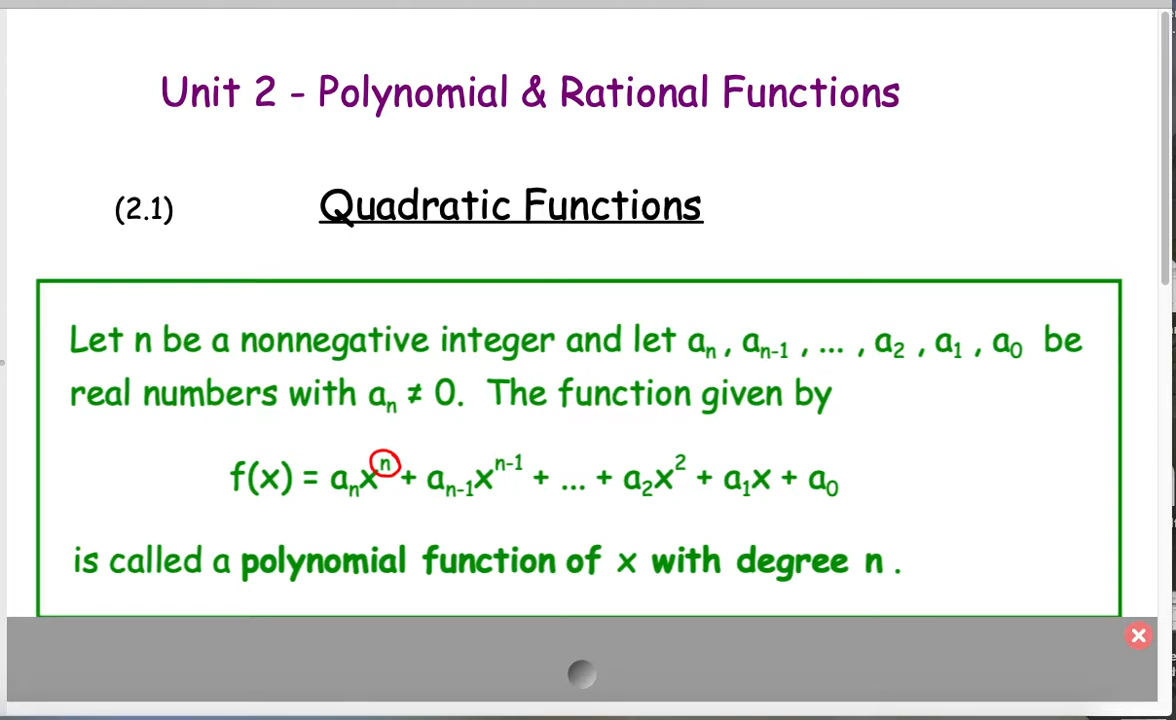 Unit 2 - Polynomial & Rational Functions
(2.1) Quadratic Functions
Let n be a nonnegative integer and let aₙ , aₙ₋₁ , ... , a₂ , a₁ , a₀ be
real numbers with aₙ ≠ 0. The function given by
f(x) = aₙxⁿ + aₙ₋₁xⁿ⁻¹ + ... + a₂x² + a₁x + a₀
is called a polynomial function of x with degree n .